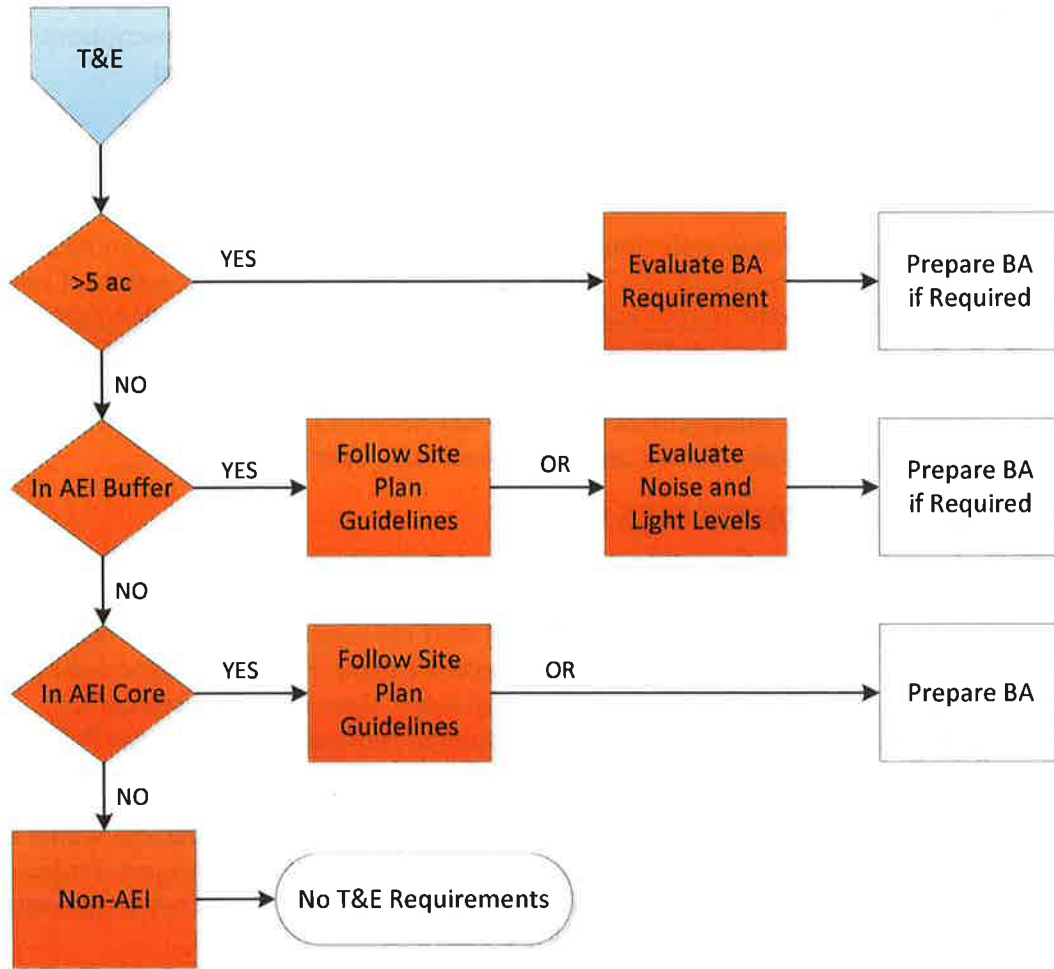 T&E
>5 ac
YES
Evaluate BA
Requirement
Prepare BA
if Required
NO
In AEI Buffer
YES
Follow Site
Plan
Guidelines
OR
Evaluate
Noise and
Light Levels
Prepare BA
if Required
NO
In AEI Core
YES
Follow Site
Plan
Guidelines
OR
Prepare BA
NO
Non-AEI
No T&E Requirements